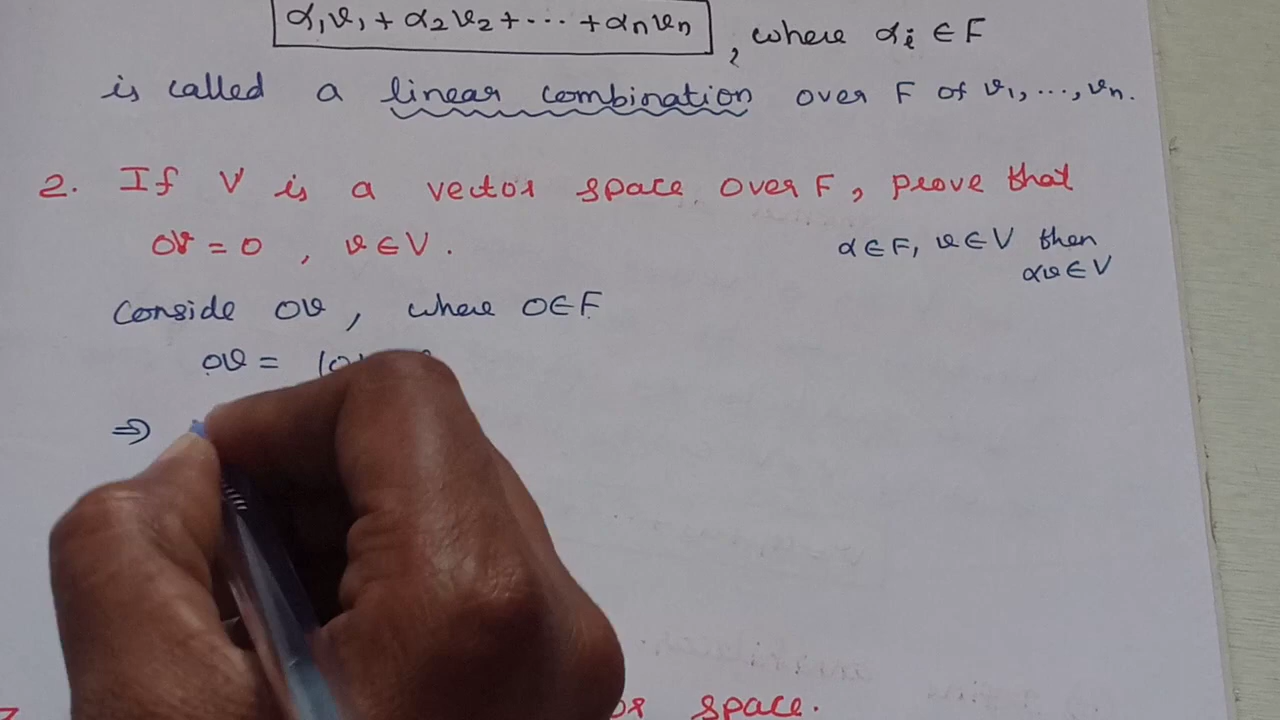 α₁v₁ + α₂v₂ + ··· + αₙvₙ , where αᵢ ∈ F
is called a linear combination over F of v₁, ..., vₙ.
2. If V is a vector space over F, prove that
0v = 0 , v ∈ V.
α ∈ F, v ∈ V then
αv ∈ V
Conside 0v , where 0 ∈ F
0v = (0
⇒
space.